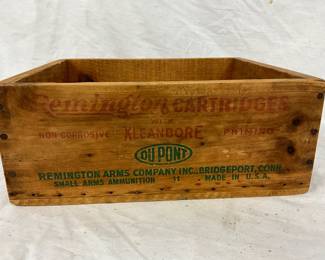 Remington CARTRIDGES
NON-CORROSIVE KLEANBORE PRIMING
DU PONT
REMINGTON ARMS COMPANY INC., BRIDGEPORT, CONN.
SMALL ARMS AMMUNITION 11 MADE IN U.S.A.